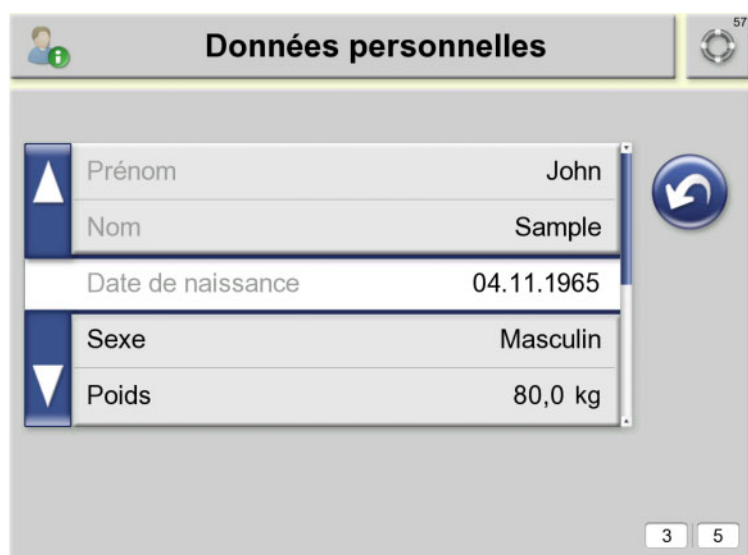 Données personnelles
57
Prénom John
Nom Sample
Date de naissance 04.11.1965
Sexe Masculin
Poids 80,0 kg
3 5